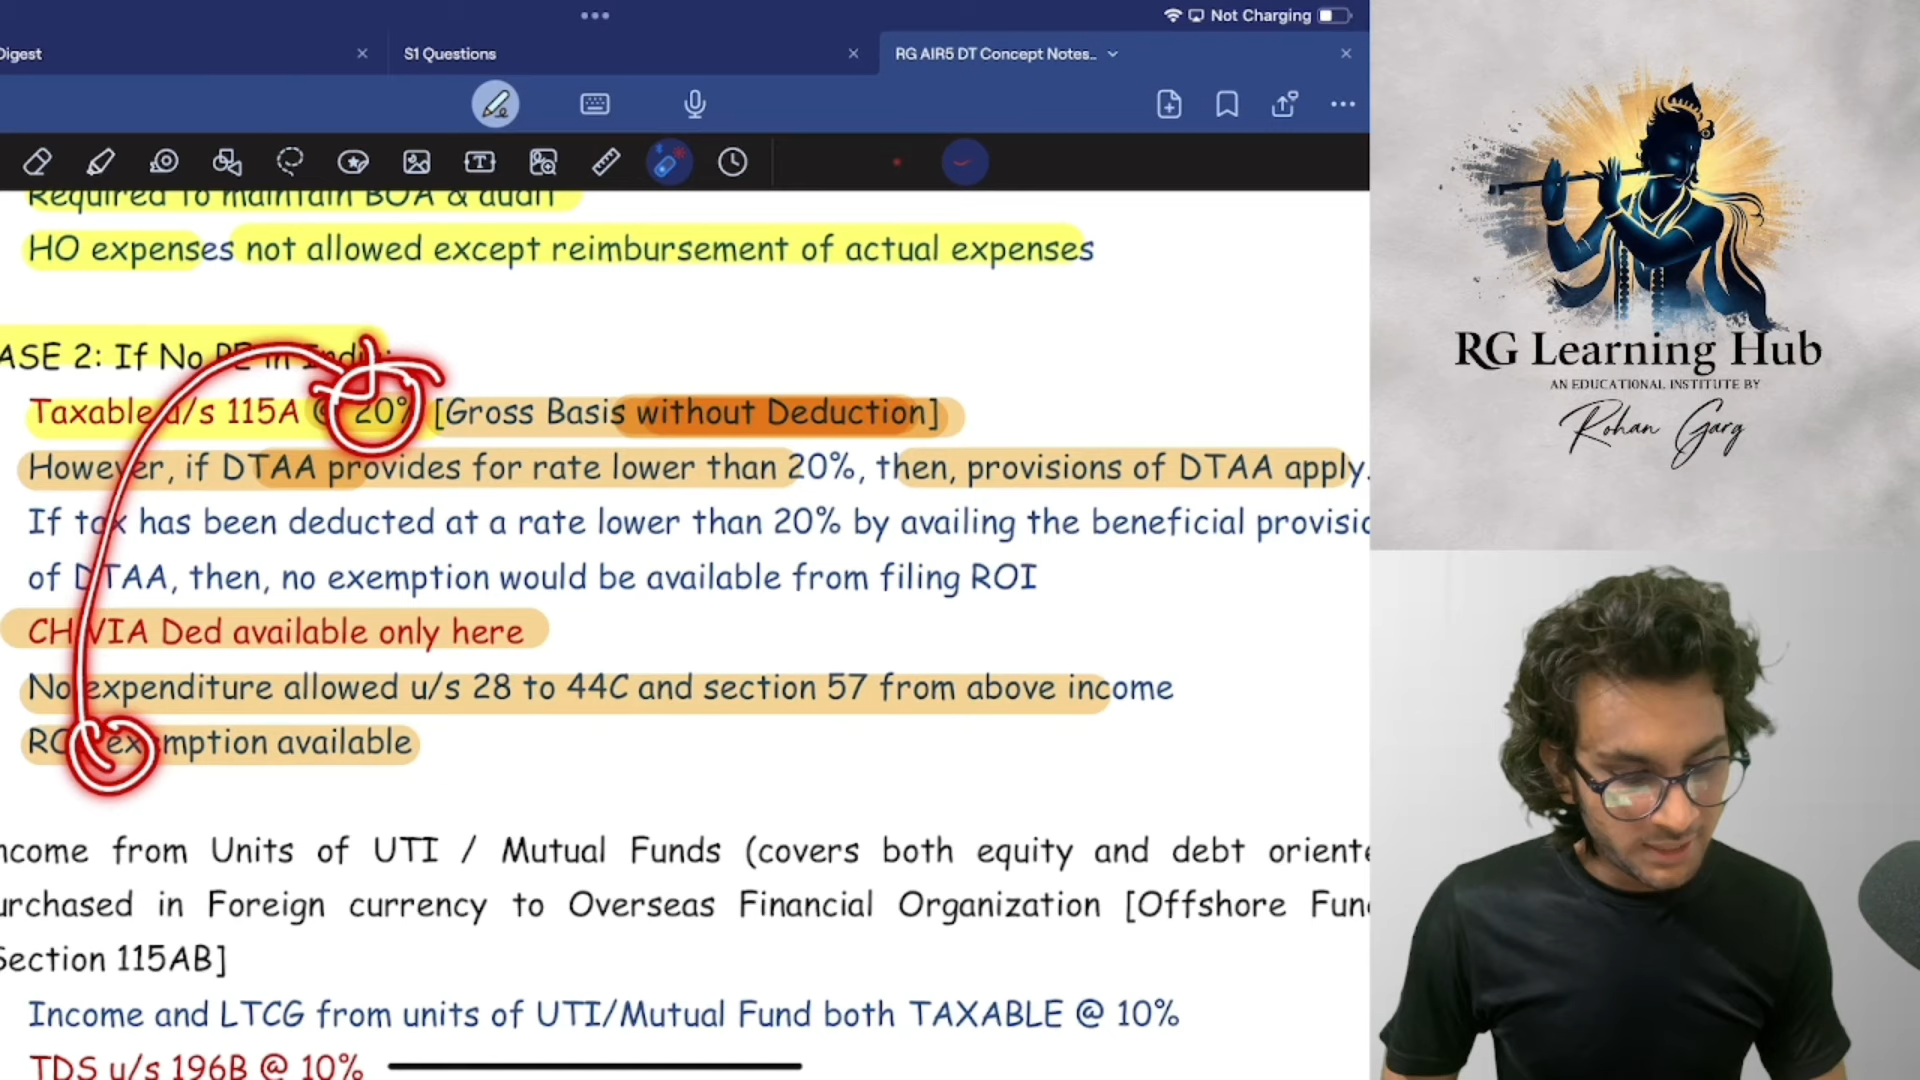 Not Charging
Digest
S1 Questions
RG AIR5 DT Concept Notes..
Required to maintain BOA & audit
HO expenses not allowed except reimbursement of actual expenses
ASE 2: If No PE in India:
Taxable u/s 115A @ 20% [Gross Basis without Deduction]
However, if DTAA provides for rate lower than 20%, then, provisions of DTAA apply.
If tax has been deducted at a rate lower than 20% by availing the beneficial provisio
of DTAA, then, no exemption would be available from filing ROI
CH VIA Ded available only here
No expenditure allowed u/s 28 to 44C and section 57 from above income
ROI exemption available
ncome from Units of UTI / Mutual Funds (covers both equity and debt oriente
urchased in Foreign currency to Overseas Financial Organization [Offshore Fun
Section 115AB]
Income and LTCG from units of UTI/Mutual Fund both TAXABLE @ 10%
TDS u/s 196B @ 10%
RG Learning Hub
AN EDUCATIONAL INSTITUTE BY
Rohan Garg